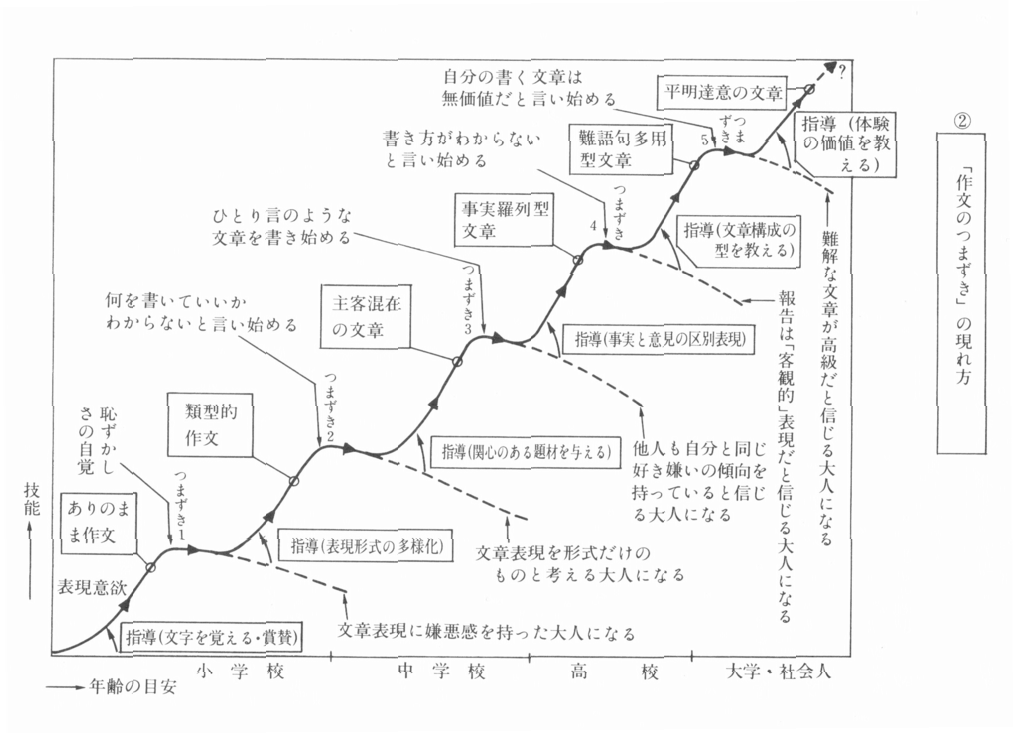 ②
「作文のつまずき」の現れ方
技能
年齢の目安
小学校
中学校
高校
大学・社会人
表現意欲
指導(文字を覚える・賞賛)
ありのま
ま作文
恥ずかし
さの自覚
つまずき1
指導(表現形式の多様化)
文章表現に嫌悪感を持った大人になる
類型的
作文
何を書いていいか
わからないと言い始める
つまずき2
指導(関心のある題材を与える)
文章表現を形式だけの
ものと考える大人になる
主客混在
の文章
ひとり言のような
文章を書き始める
つまずき3
指導(事実と意見の区別表現)
他人も自分と同じ
好き嫌いの傾向を
持っていると信じ
る大人になる
事実羅列型
文章
書き方がわからない
と言い始める
つまずき
4
指導(文章構成の
型を教える)
報告は「客観的」表現だと信じる大人になる
難語句多用
型文章
自分の書く文章は
無価値だと言い始める
つま
ずき
5
指導(体験
の価値を教
える)
難解な文章が高級だと信じる大人になる
平明達意の文章
?